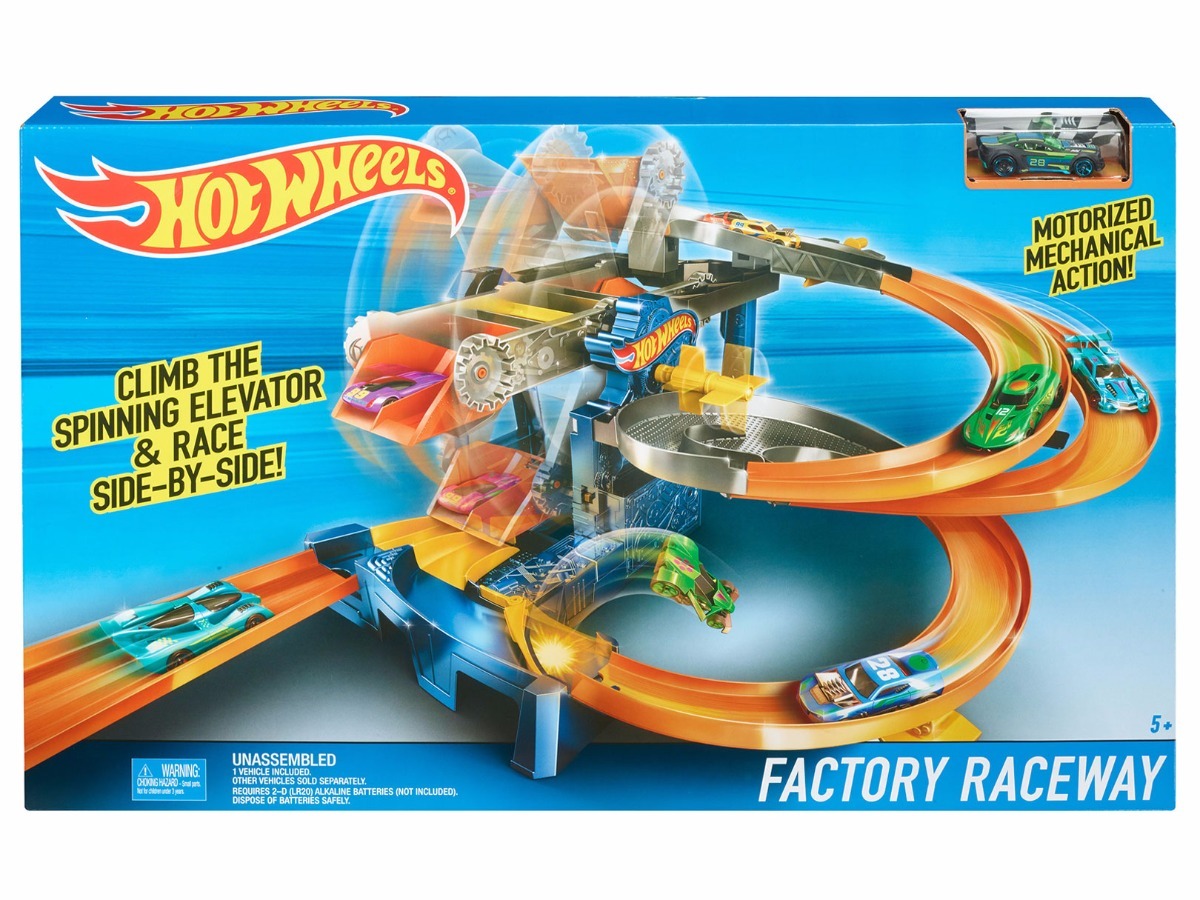 HOT WHEELS
HOT WHEELS®
28
MOTORIZED
MECHANICAL
ACTION!
HOT WHEELS
CLIMB THE
SPINNING ELEVATOR
& RACE
SIDE-BY-SIDE!
12
28
5+
WARNING:
CHOKING HAZARD - Small parts.
Not for children under 3 years.
UNASSEMBLED
1 VEHICLE INCLUDED.
OTHER VEHICLES SOLD SEPARATELY.
REQUIRES 2-D (LR20) ALKALINE BATTERIES (NOT INCLUDED).
DISPOSE OF BATTERIES SAFELY.
FACTORY RACEWAY